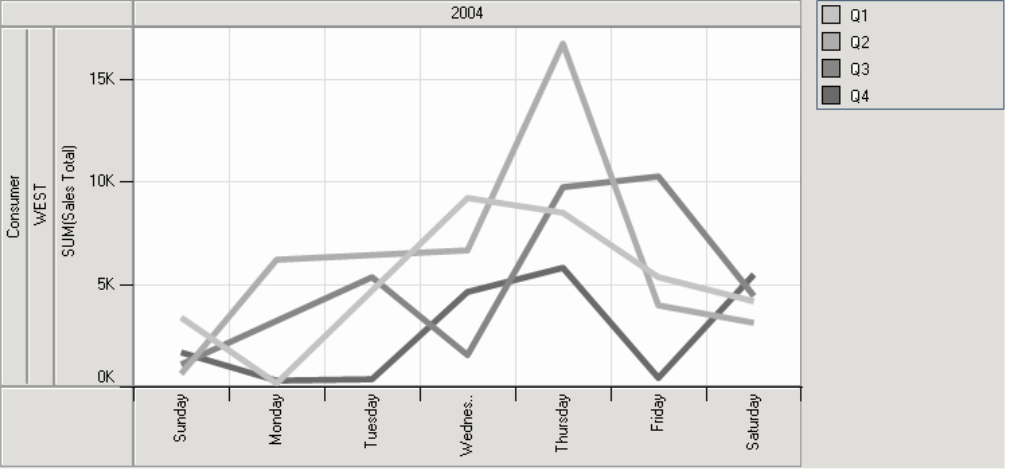 2004
Q1
Q2
Q3
Q4
Consumer
WEST
SUM(Sales Total)
15K
10K
5K
0K
Sunday
Monday
Tuesday
Wednes..
Thursday
Friday
Saturday